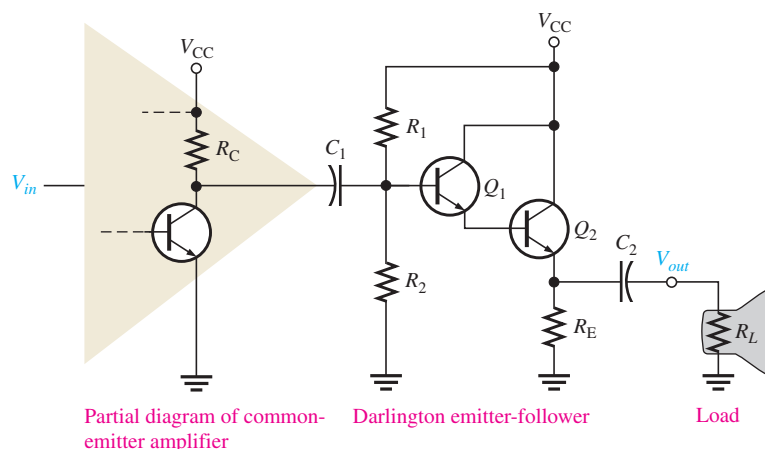 V_CC
V_CC
R_C
R_1
C_1
Q_1
V_in
Q_2
C_2
V_out
R_2
R_E
R_L
Partial diagram of common-
emitter amplifier
Darlington emitter-follower
Load